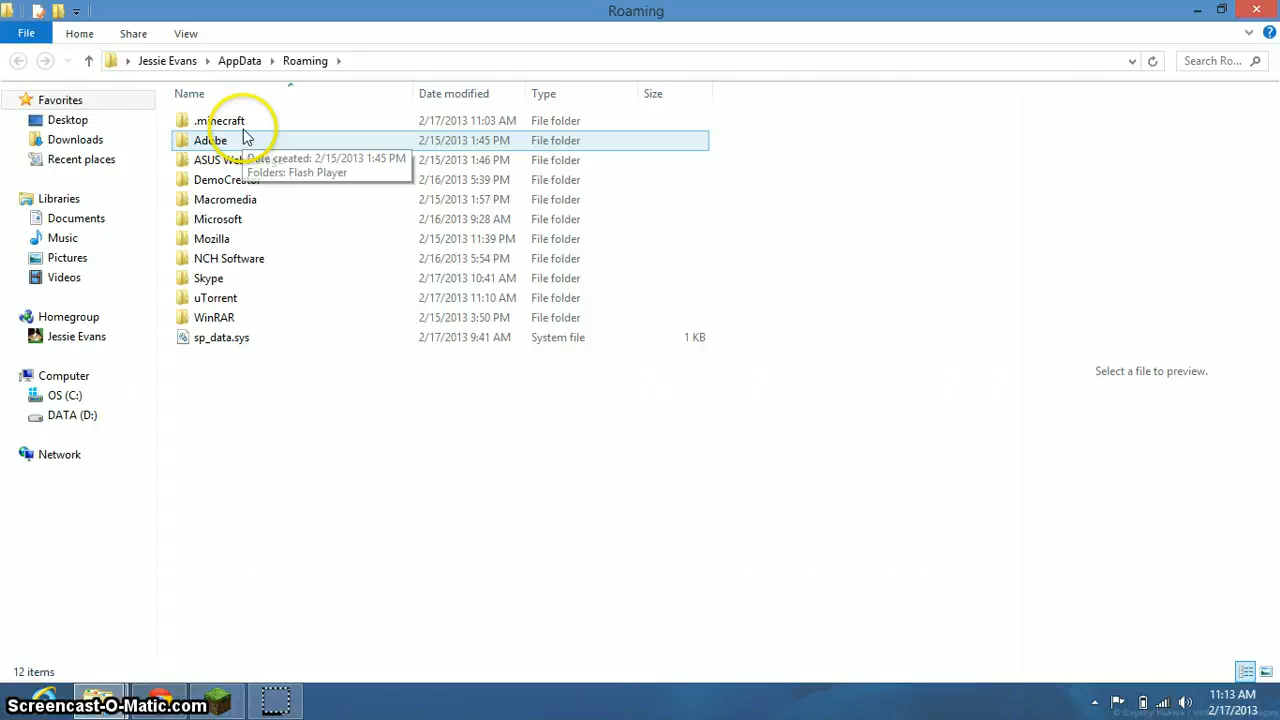 Roaming
File Home Share View
Jessie Evans AppData Roaming Search Ro...
Name Date modified Type Size
Favorites
Desktop
Downloads
Recent places
Libraries
Documents
Music
Pictures
Videos
Homegroup
Jessie Evans
Computer
OS (C:)
DATA (D:)
Network
.minecraft 2/17/2013 11:03 AM File folder
Adobe 2/15/2013 1:45 PM File folder
ASUS 2/15/2013 1:46 PM File folder
Date created: 2/15/2013 1:45 PM
Folders: Flash Player
2/16/2013 5:39 PM File folder
Macromedia 2/15/2013 1:57 PM File folder
Microsoft 2/16/2013 9:28 AM File folder
Mozilla 2/15/2013 11:39 PM File folder
NCH Software 2/16/2013 5:54 PM File folder
Skype 2/17/2013 10:41 AM File folder
uTorrent 2/17/2013 11:10 AM File folder
WinRAR 2/15/2013 3:50 PM File folder
sp_data.sys 2/17/2013 9:41 AM System file 1 KB
Select a file to preview.
12 items
Screencast-O-Matic.com
11:13 AM
2/17/2013